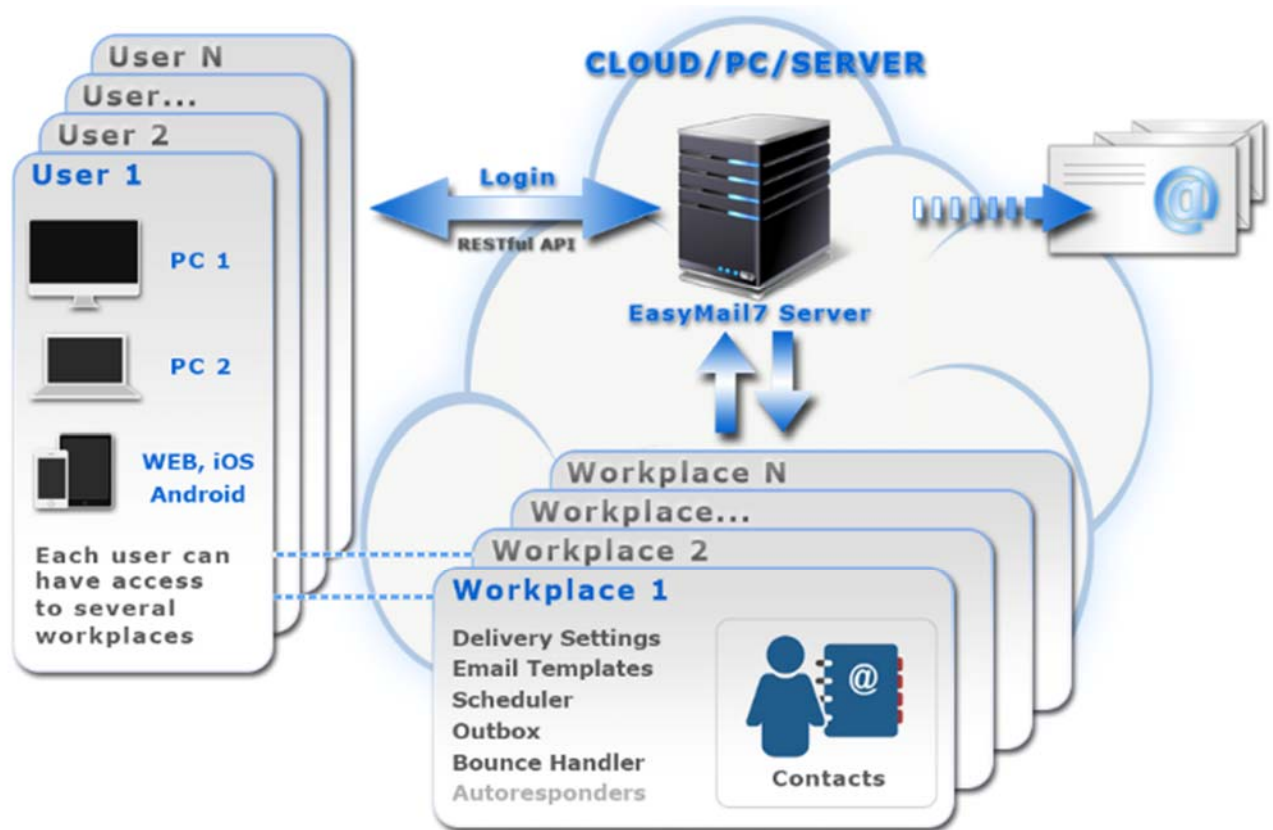 User N
User...
User 2
User 1
PC 1
PC 2
WEB, iOS
Android
Each user can
have access
to several
workplaces
Login
RESTful API
CLOUD/PC/SERVER
EasyMail7 Server
@
Workplace N
Workplace...
Workplace 2
Workplace 1
Delivery Settings
Email Templates
Scheduler
Outbox
Bounce Handler
Autoresponders
@
Contacts